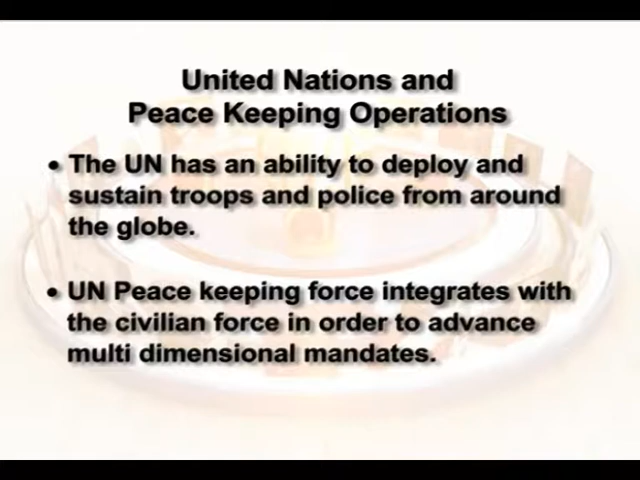 United Nations and
Peace Keeping Operations
• The UN has an ability to deploy and
sustain troops and police from around
the globe.
• UN Peace keeping force integrates with
the civilian force in order to advance
multi dimensional mandates.